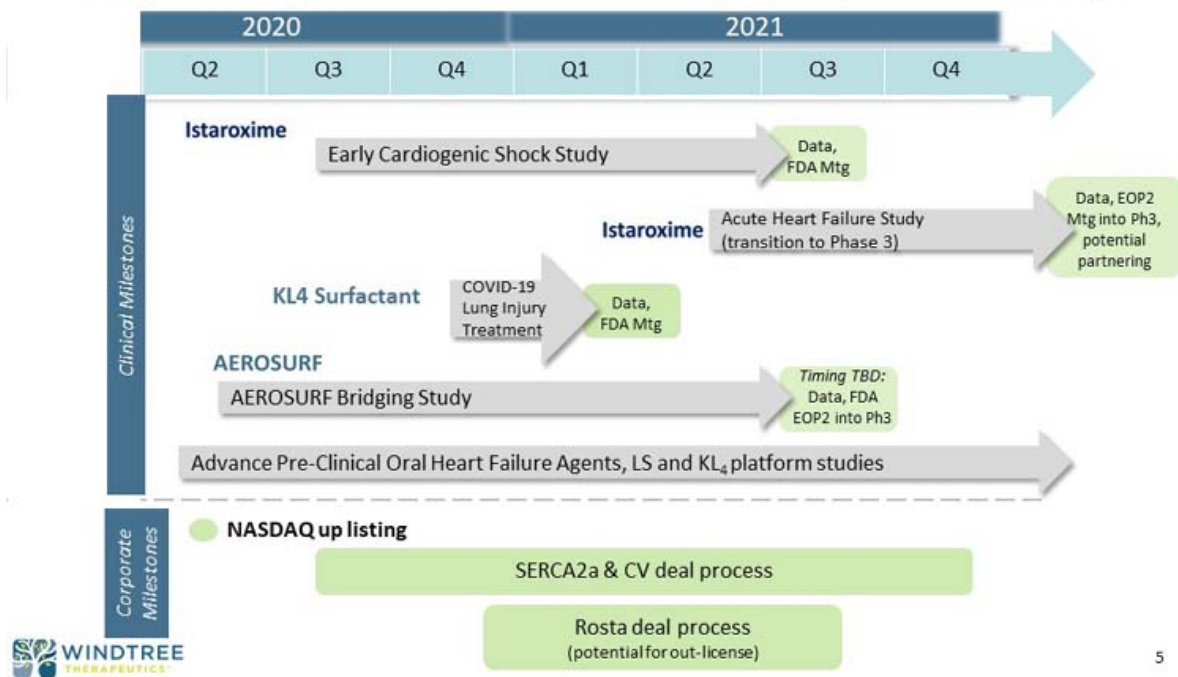 2020
2021
Q2
Q3
Q4
Q1
Q2
Q3
Q4
Clinical Milestones
Istaroxime
Early Cardiogenic Shock Study
Data,
FDA Mtg
Istaroxime
Acute Heart Failure Study
(transition to Phase 3)
Data, EOP2
Mtg into Ph3,
potential
partnering
KL4 Surfactant
COVID-19
Lung Injury
Treatment
Data,
FDA Mtg
AEROSURF
AEROSURF Bridging Study
Timing TBD:
Data, FDA
EOP2 into Ph3
Advance Pre-Clinical Oral Heart Failure Agents, LS and KL₄ platform studies
Corporate
Milestones
NASDAQ up listing
SERCA2a & CV deal process
Rosta deal process
(potential for out-license)
WINDTREE
THERAPEUTICS™
5